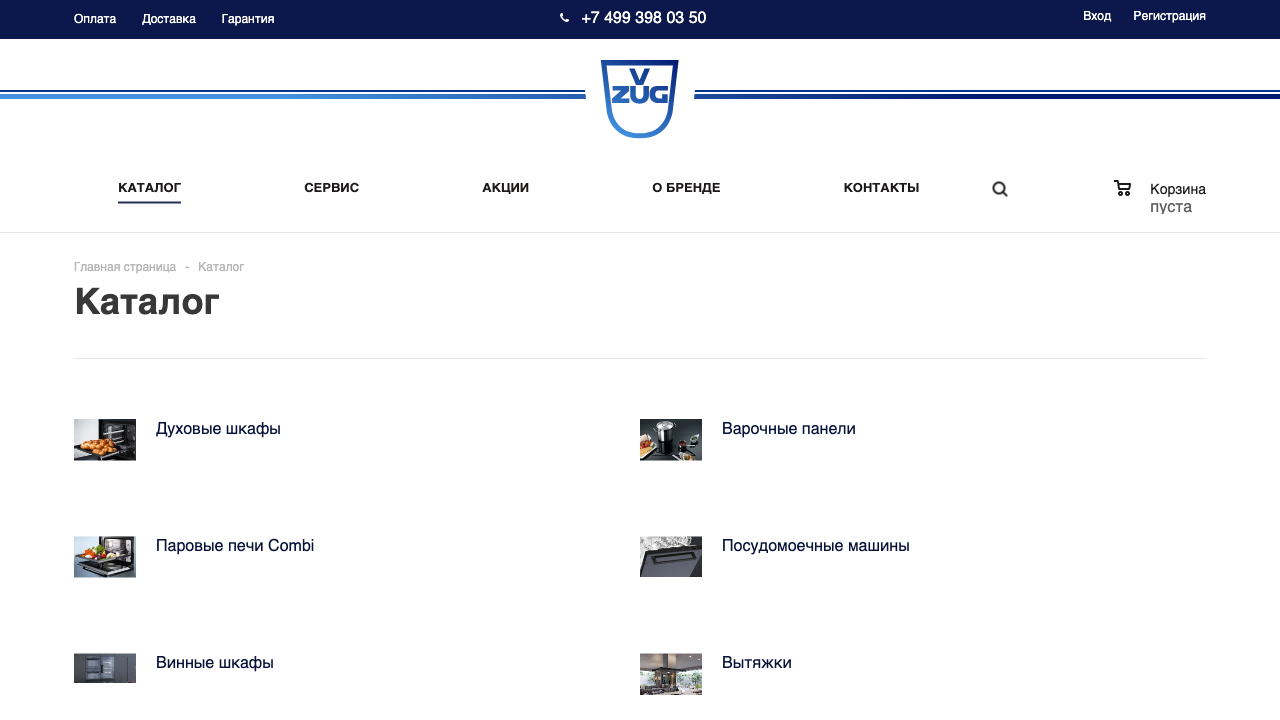 Оплата Доставка Гарантия +7 499 398 03 50 Вход Регистрация
V
ZUG
КАТАЛОГ СЕРВИС АКЦИИ О БРЕНДЕ КОНТАКТЫ Корзина
пуста
Главная страница - Каталог
Каталог
Духовые шкафы Варочные панели
Паровые печи Combi Посудомоечные машины
Винные шкафы Вытяжки